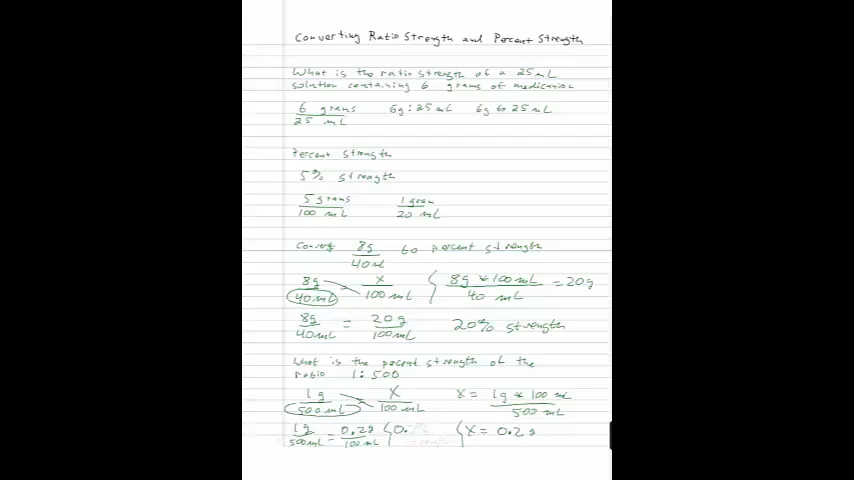 Converting Ratio Strength and Percent Strength
What is the ratio strength of a 25 mL
solution containing 6 grams of medication
6 grams / 25 mL   6g : 25 mL   6g to 25 mL
Percent strength
5% strength
5 grams / 100 mL   1 gram / 20 mL
Convert 8g / 40 mL to percent strength
8g / 40 mL = X / 100 mL   8g * 100 mL / 40 mL = 20g
8g / 40 mL = 20g / 100 mL   20% strength
What is the percent strength of the
ratio 1:500
1g / 500 mL = X / 100 mL   X = 1g * 100 mL / 500 mL
1g / 500 mL = 0.2g / 100 mL   0.   X = 0.2 g